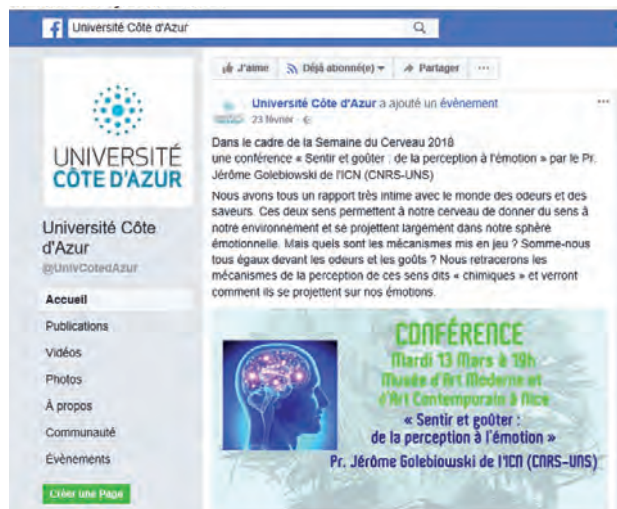 Université Côte d'Azur
J'aime Déjà abonné(e) Partager ...
UNIVERSITÉ
CÔTE D'AZUR
Université Côte
d'Azur
@UnivCotedAzur
Accueil
Publications
Vidéos
Photos
À propos
Communauté
Évènements
Créer une Page
Université Côte d'Azur a ajouté un évènement ...
23 février
Dans le cadre de la Semaine du Cerveau 2018
une conférence « Sentir et goûter : de la perception à l'émotion » par le Pr.
Jérôme Golebiowski de l'ICN (CNRS-UNS)
Nous avons tous un rapport très intime avec le monde des odeurs et des
saveurs. Ces deux sens permettent à notre cerveau de donner du sens à
notre environnement et se projettent largement dans notre sphère
émotionnelle. Mais quels sont les mécanismes mis en jeu ? Somme-nous
tous égaux devant les odeurs et les goûts ? Nous retracerons les
mécanismes de la perception de ces sens dits « chimiques » et verront
comment ils se projettent sur nos émotions.
CONFÉRENCE
Mardi 13 Mars à 19h
Musée d'Art Moderne et
d'Art Contemporain à Nice
« Sentir et goûter :
de la perception à l'émotion »
Pr. Jérôme Golebiowski de l'ICN (CNRS-UNS)